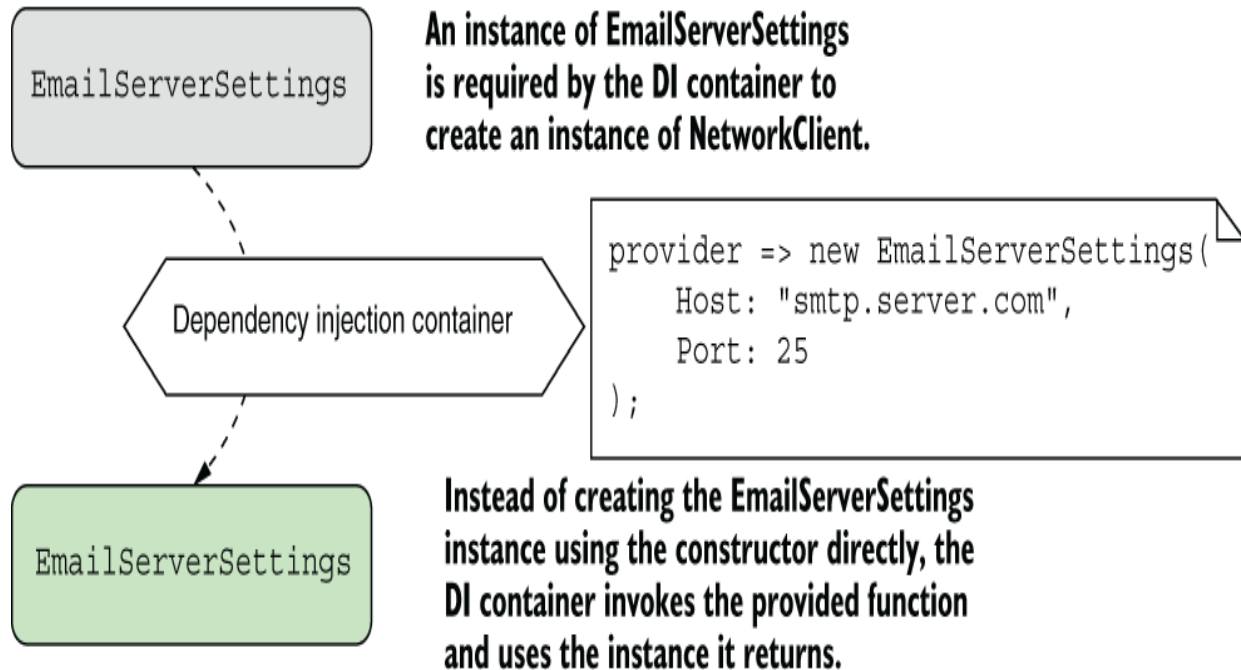 EmailServerSettings
An instance of EmailServerSettings
is required by the DI container to
create an instance of NetworkClient.
Dependency injection container
provider => new EmailServerSettings(
    Host: "smtp.server.com",
    Port: 25
);
EmailServerSettings
Instead of creating the EmailServerSettings
instance using the constructor directly, the
DI container invokes the provided function
and uses the instance it returns.